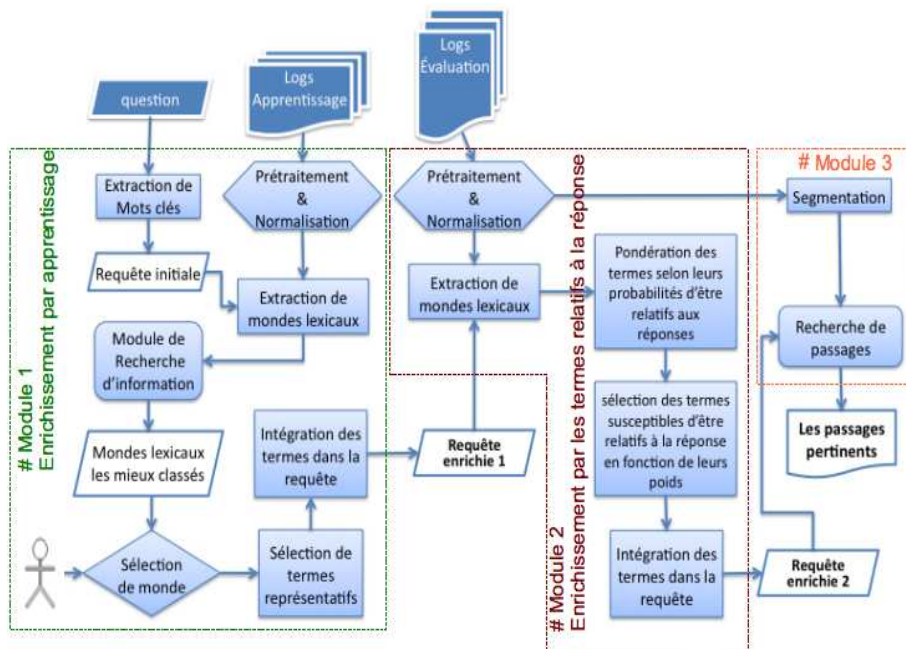 question
Logs
Apprentissage
Logs
Évaluation
# Module 1
Enrichissement par apprentissage
Extraction de
Mots clés
Prétraitement
&
Normalisation
Requête initiale
Extraction de
mondes lexicaux
Module de
Recherche
d'information
Mondes lexicaux
les mieux classés
Sélection
de monde
Sélection de
termes
représentatifs
Intégration des
termes dans la
requête
Requête
enrichie 1
# Module 2
Enrichissement par les termes relatifs à la réponse
Prétraitement
&
Normalisation
Extraction de
mondes lexicaux
Pondération des
termes selon leurs
probabilités d'être
relatifs aux
réponses
sélection des termes
susceptibles d'être
relatifs à la réponse
en fonction de leurs
poids
Intégration des
termes dans la
requête
Requête
enrichie 2
# Module 3
Segmentation
Recherche de
passages
Les passages
pertinents